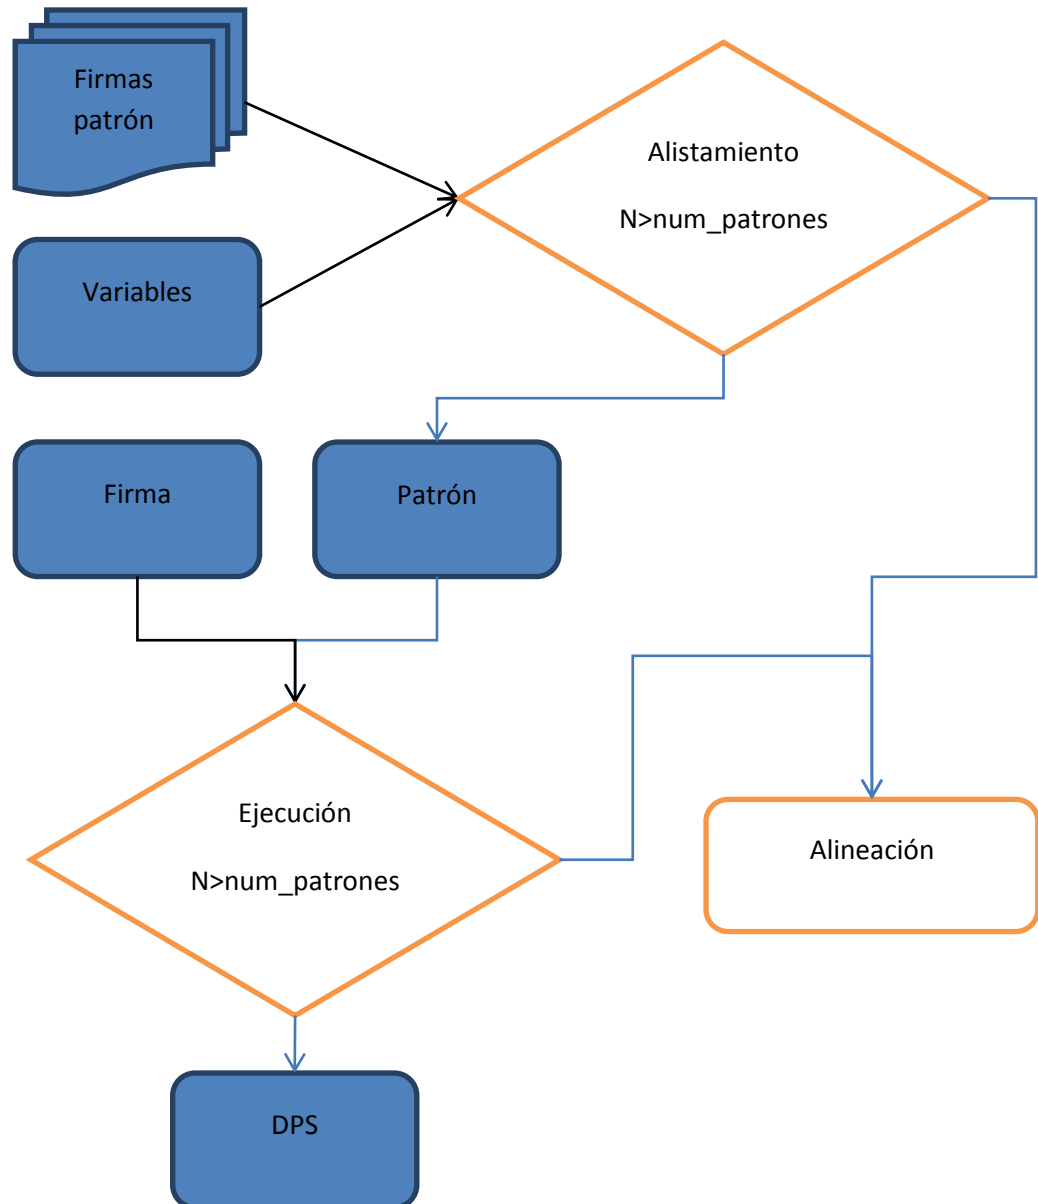 Firmas
patrón
Alistamiento
N>num_patrones
Variables
Firma
Patrón
Ejecución
N>num_patrones
Alineación
DPS